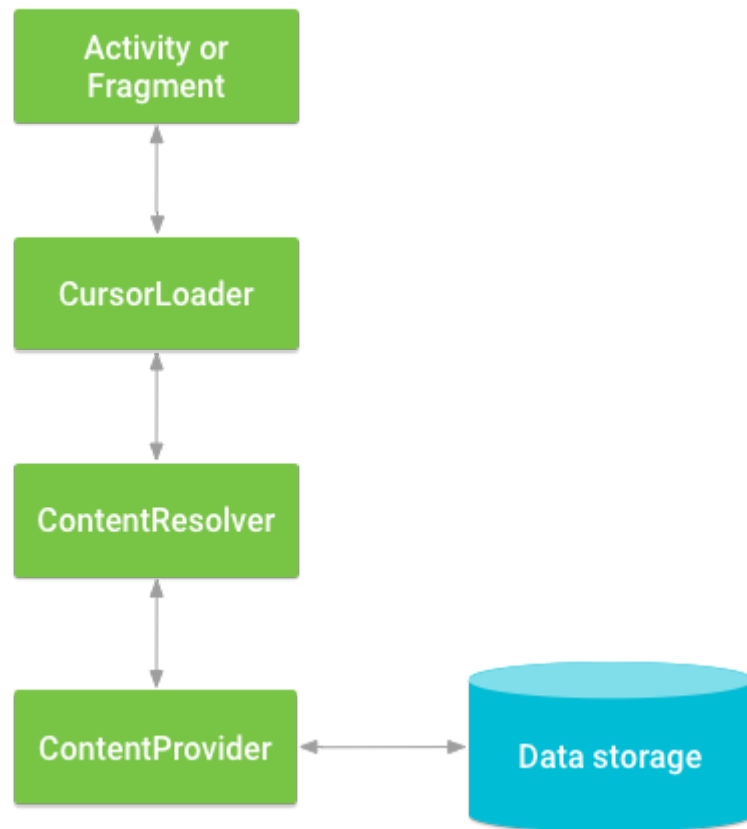 Activity or
Fragment
CursorLoader
ContentResolver
ContentProvider
Data storage